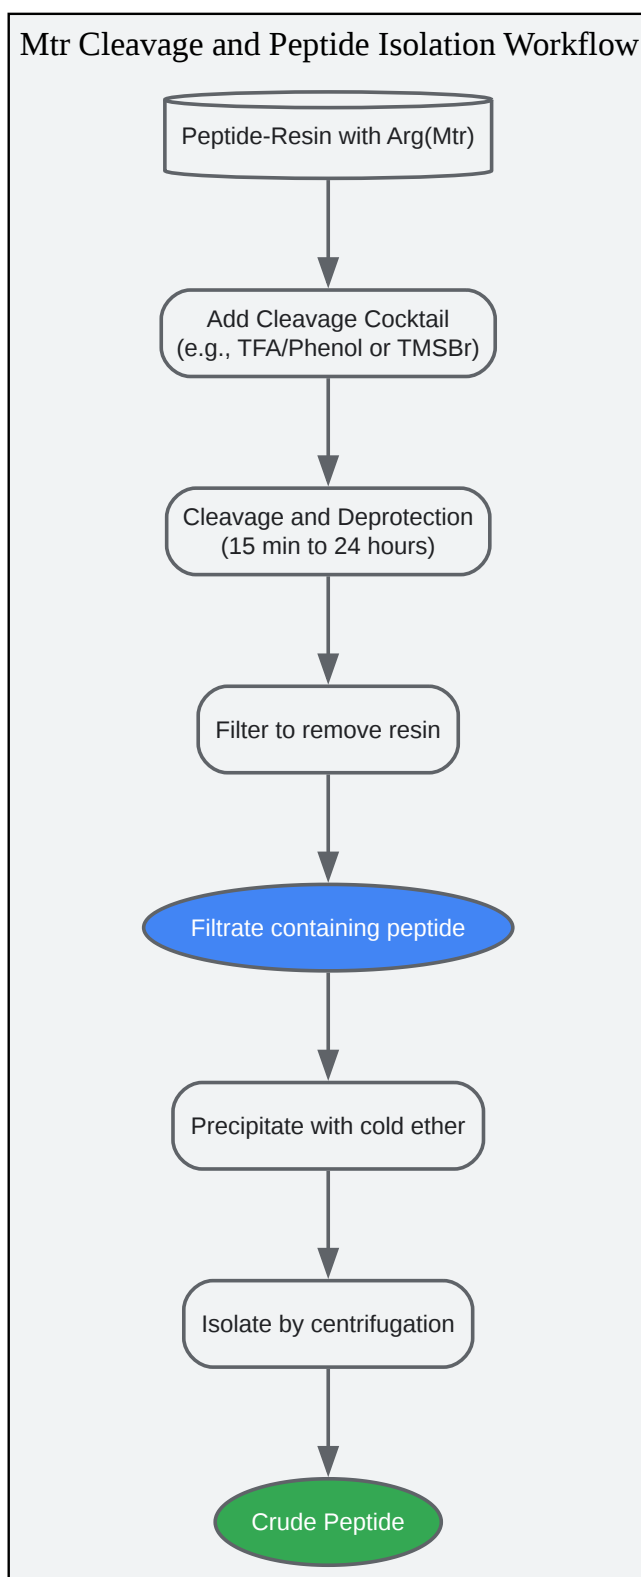 Mtr Cleavage and Peptide Isolation Workflow
Peptide-Resin with Arg(Mtr)
Add Cleavage Cocktail
(e.g., TFA/Phenol or TMSBr)
Cleavage and Deprotection
(15 min to 24 hours)
Filter to remove resin
Filtrate containing peptide
Precipitate with cold ether
Isolate by centrifugation
Crude Peptide